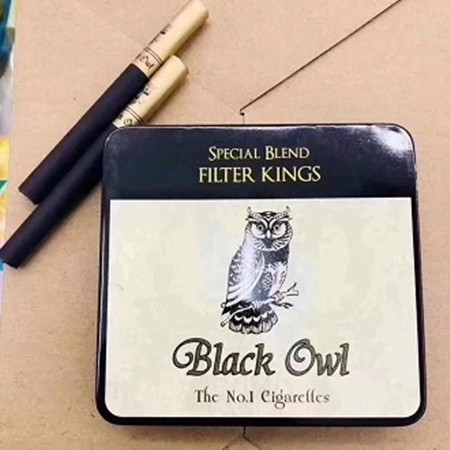 SPECIAL BLEND
FILTER KINGS
Black Owl
The No.1 Cigarettes